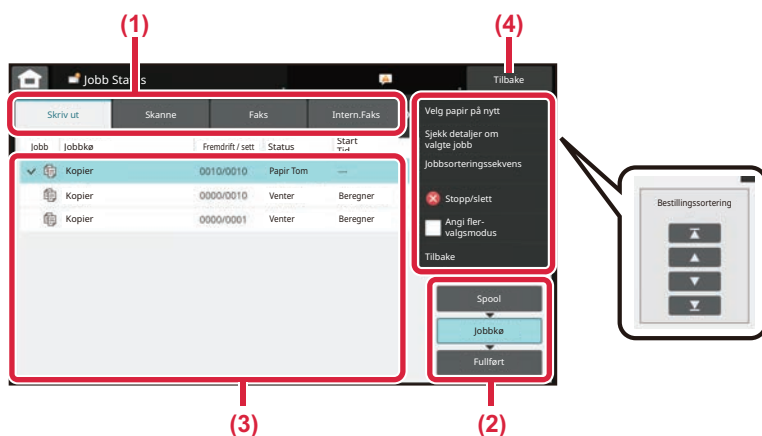 (1)
(4)
Jobb Status
Tilbake
Skriv ut
Skanne
Faks
Intern.Faks
Velg papir på nytt
Sjekk detaljer om
valgte jobb
Jobbsorteringssekvens
Stopp/slett
Angi fler-
valgsmodus
Tilbake
Jobb Jobbkø Fremdrift / sett Status Start
Tid
Kopier 0010/0010 Papir Tom ---
Kopier 0000/0010 Venter Beregner
Kopier 0000/0001 Venter Beregner
Bestillingssortering
Spool
Jobbkø
Fullført
(3)
(2)